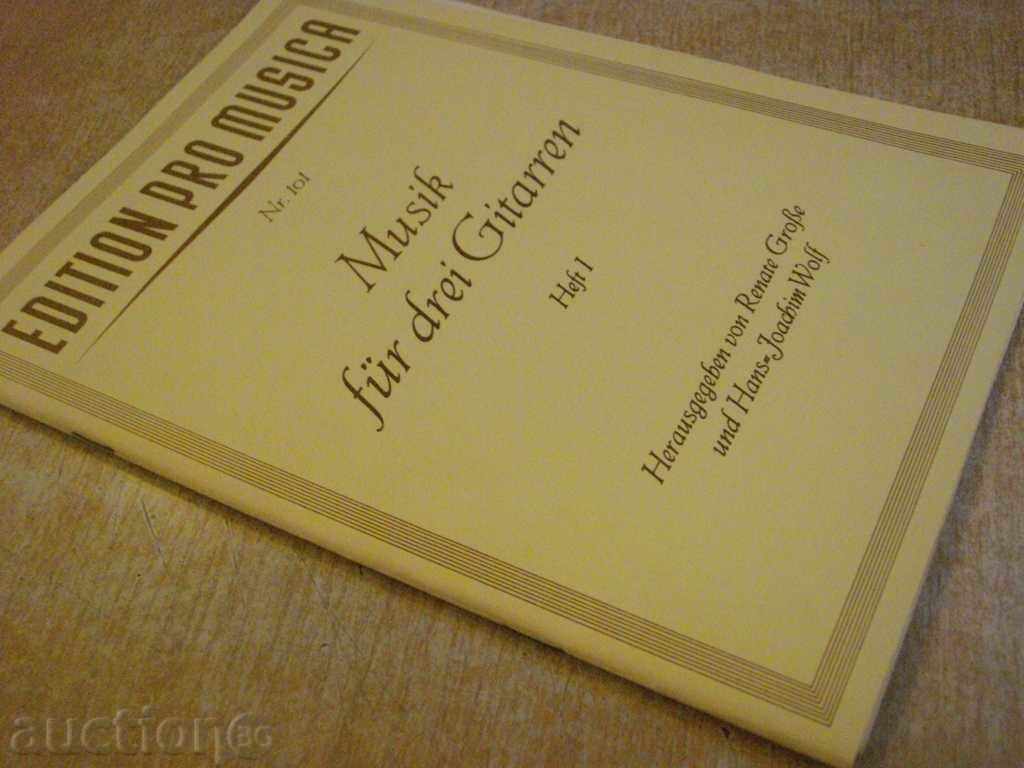 EDITION PRO MUSICA
Nr. 101
Musik
für drei Gitarren
Heft I
Herausgegeben von Renate Große
und Hans=Joachim Wolf
auction.bg